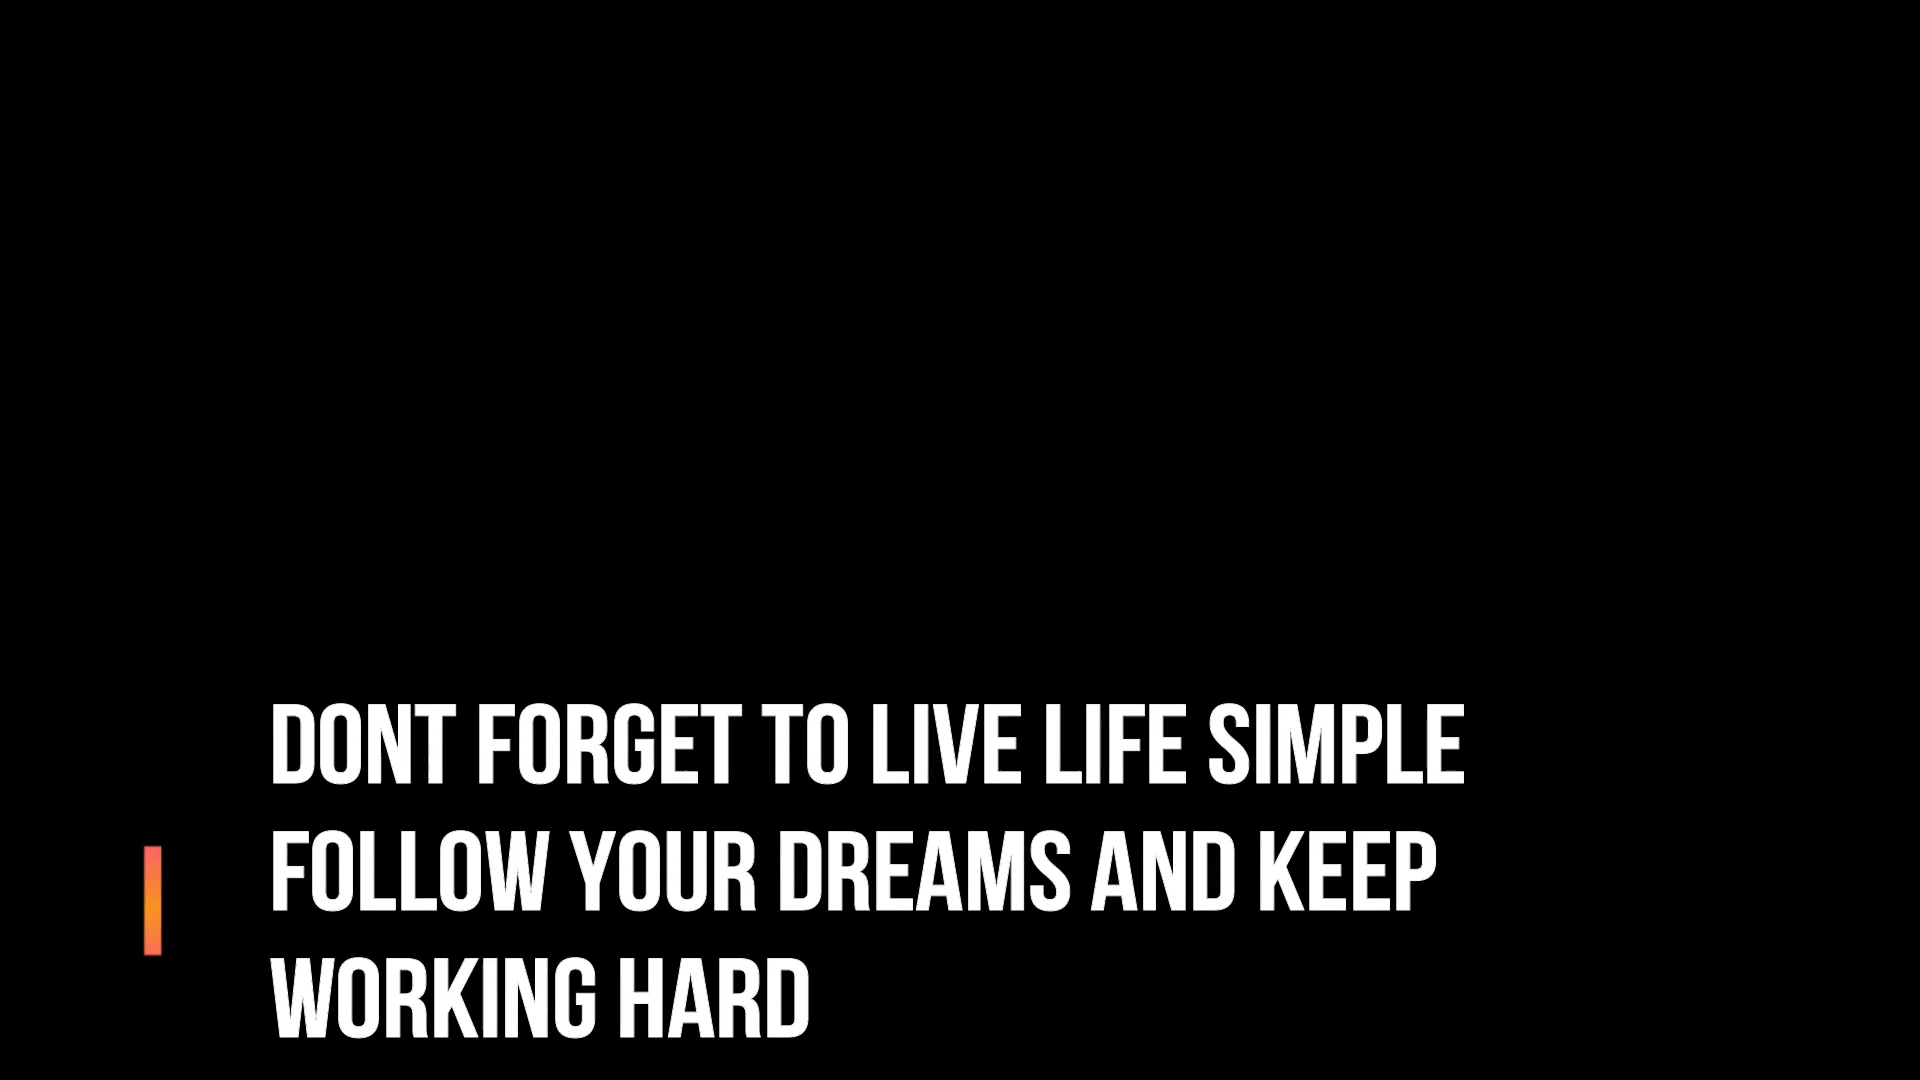 DONT FORGET TO LIVE LIFE SIMPLE
FOLLOW YOUR DREAMS AND KEEP
WORKING HARD